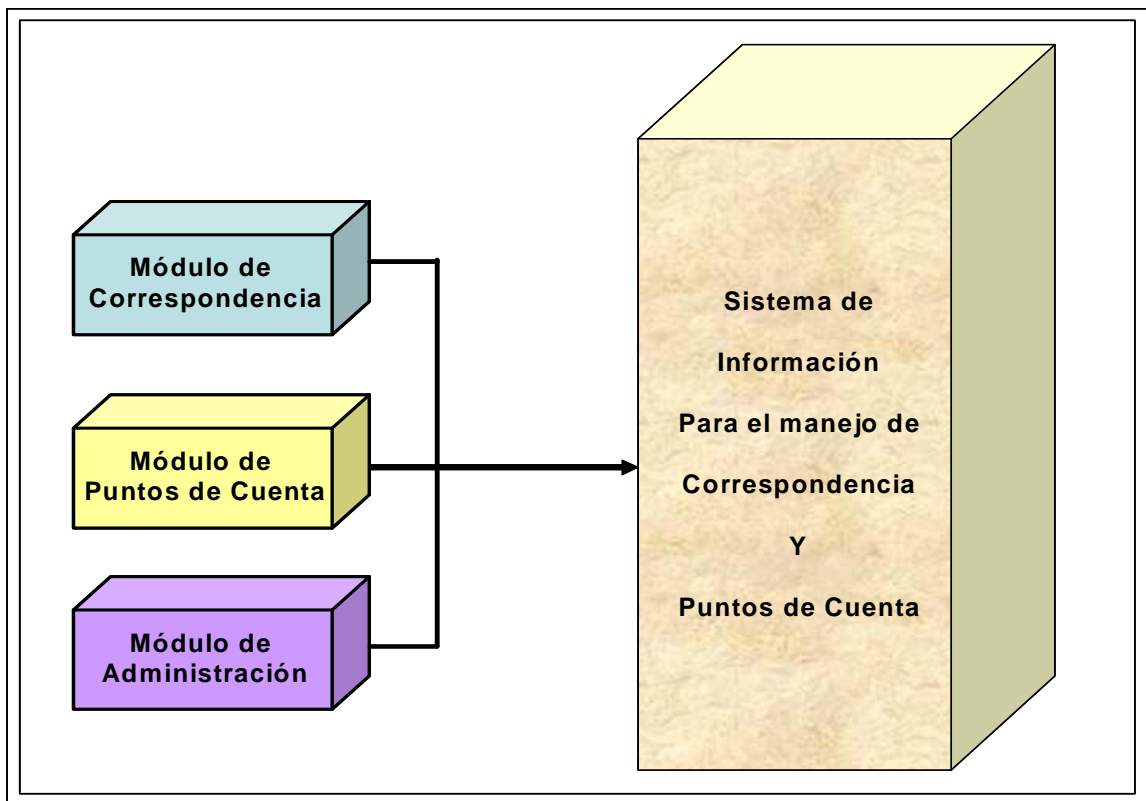 Módulo de
Correspondencia
Módulo de
Puntos de Cuenta
Módulo de
Administración
Sistema de
Información
Para el manejo de
Correspondencia
Y
Puntos de Cuenta